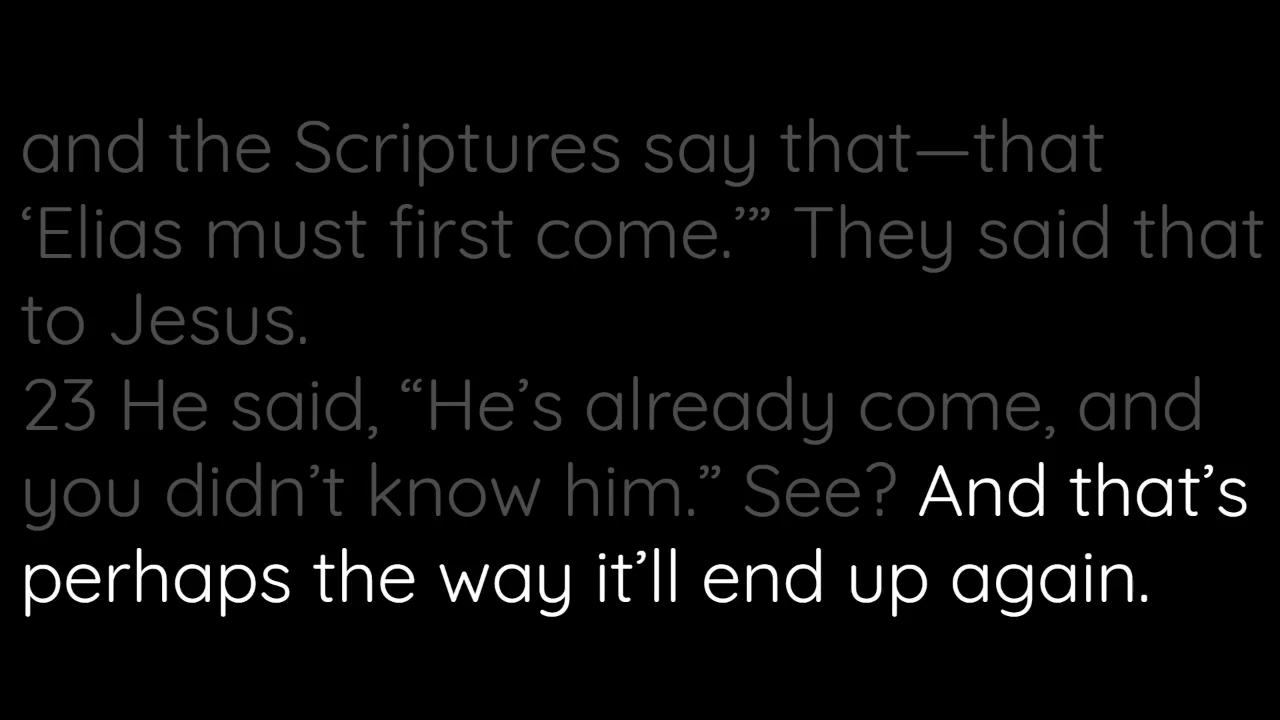 and the Scriptures say that—that
‘Elias must first come.’” They said that
to Jesus.
23 He said, “He’s already come, and
you didn’t know him.” See? And that’s
perhaps the way it’ll end up again.